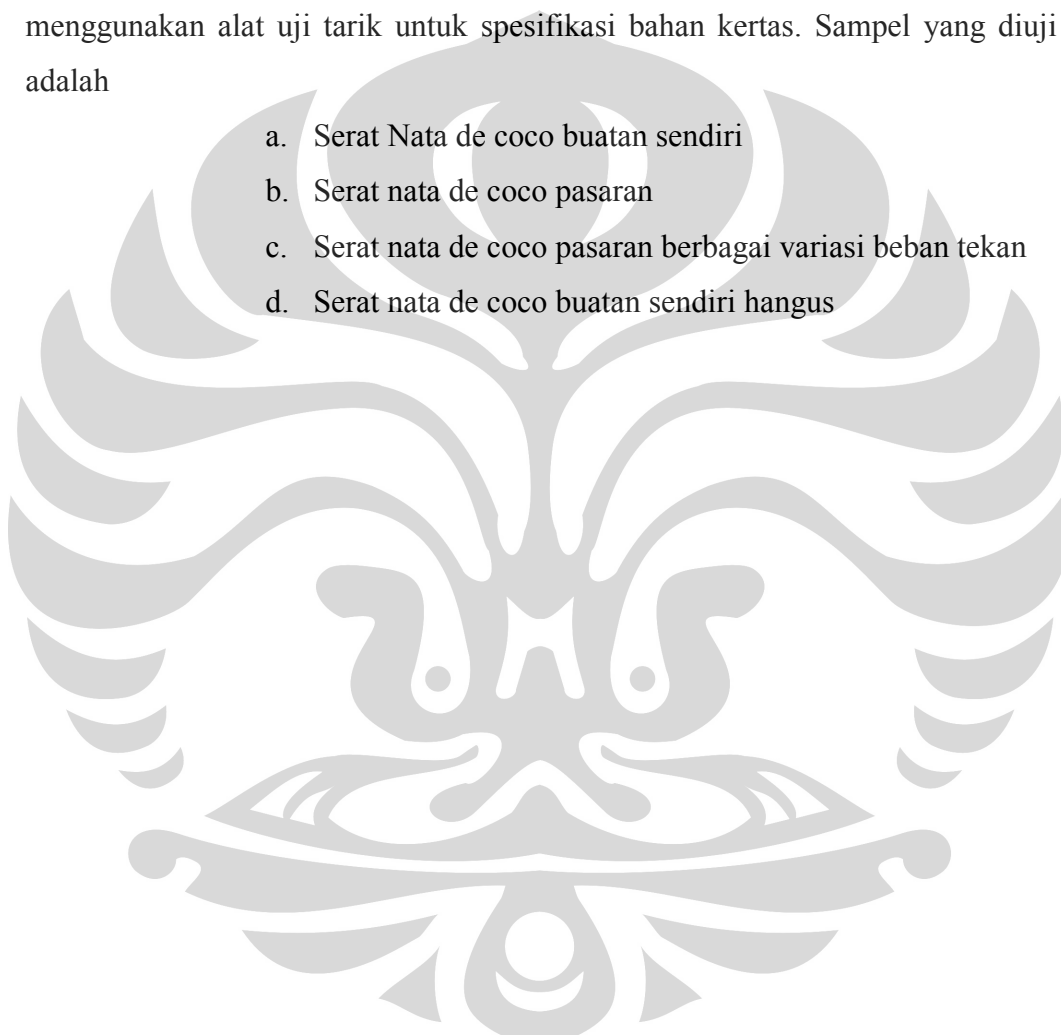 menggunakan alat uji tarik untuk spesifikasi bahan kertas. Sampel yang diuji
adalah
a. Serat Nata de coco buatan sendiri
b. Serat nata de coco pasaran
c. Serat nata de coco pasaran berbagai variasi beban tekan
d. Serat nata de coco buatan sendiri hangus